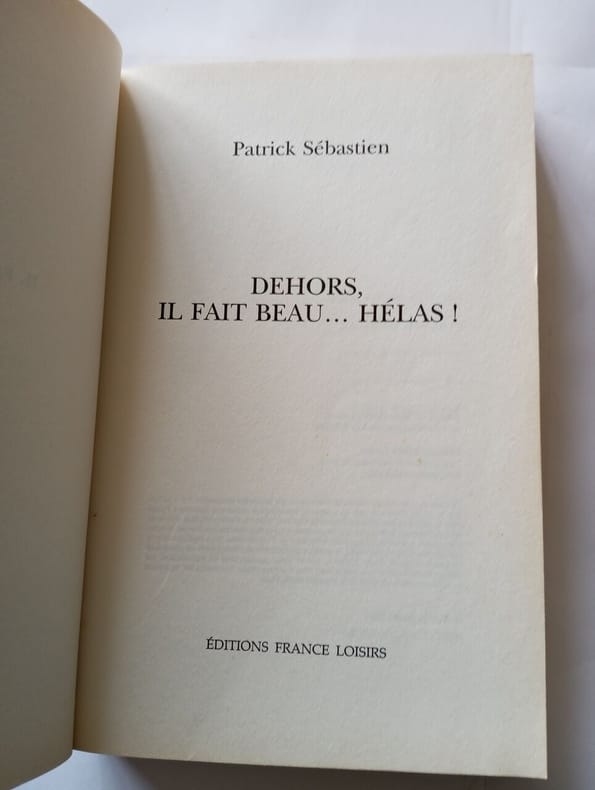 Patrick Sébastien
DEHORS,
IL FAIT BEAU... HÉLAS !
ÉDITIONS FRANCE LOISIRS